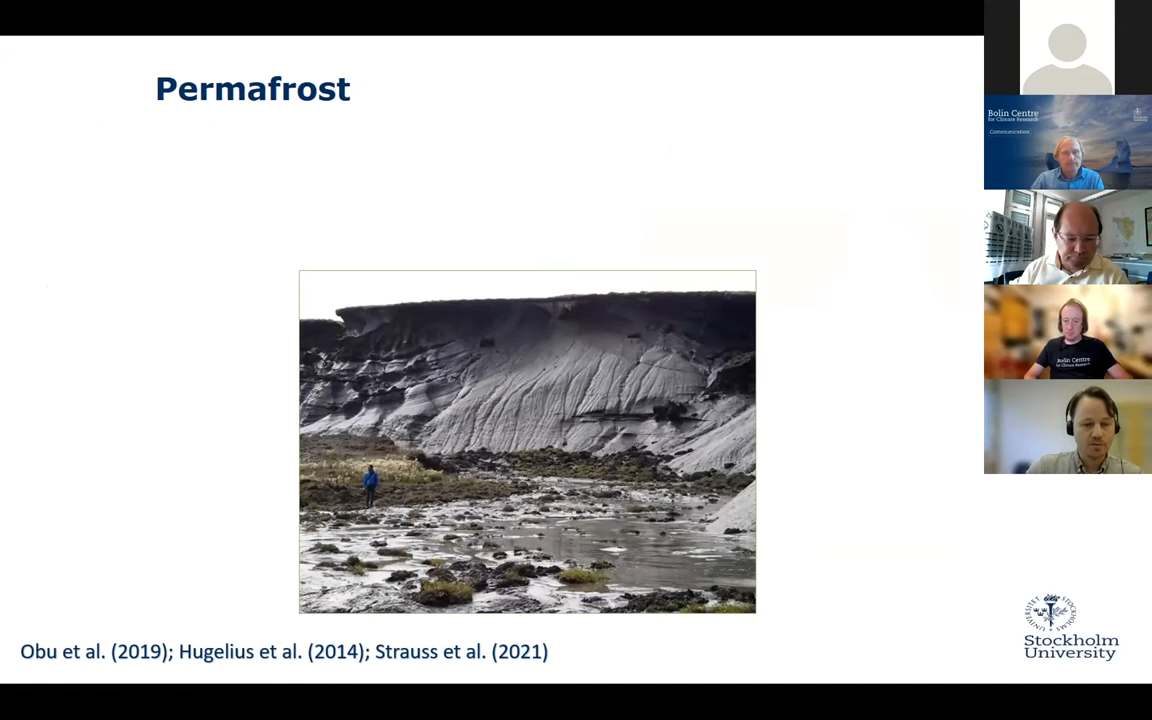 Permafrost
Obu et al. (2019); Hugelius et al. (2014); Strauss et al. (2021)
Stockholm
University
Bolin Centre
for Climate Research
Communication
Bolin Centre
for Climate Research